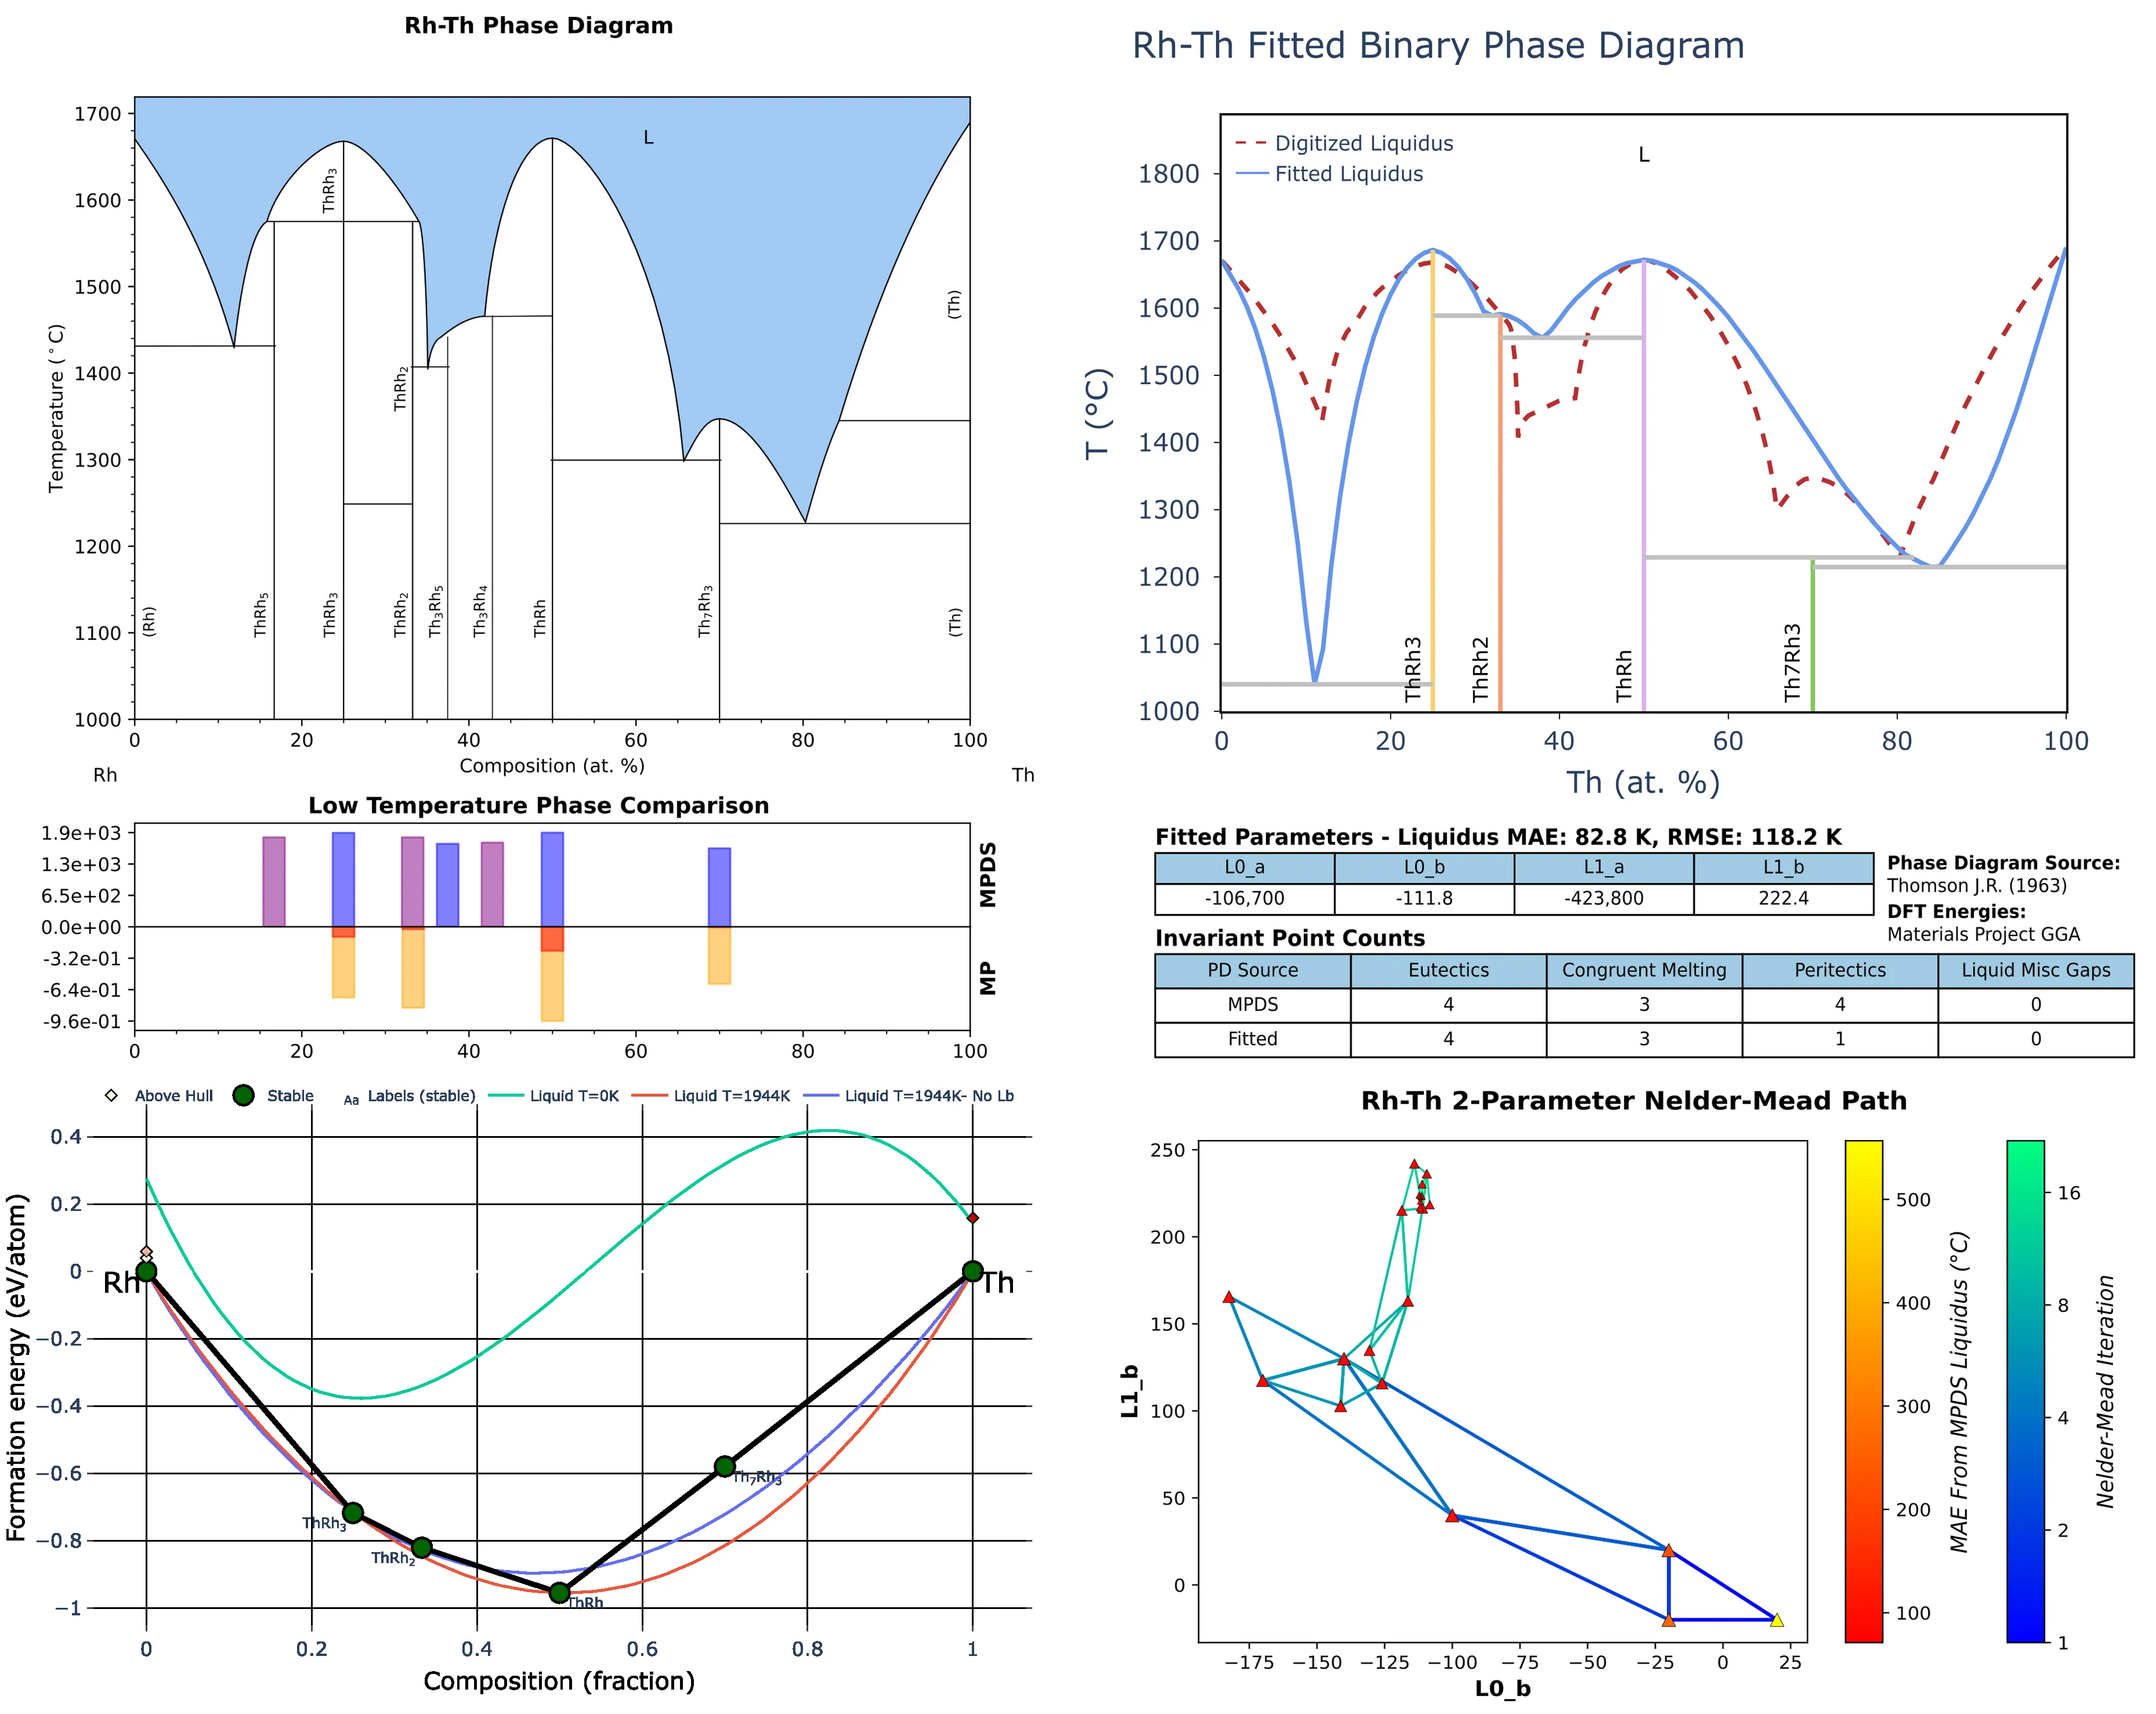 Rh-Th Phase Diagram
1700
1600
1500
1400
1300
1200
1100
1000
Temperature (°C)
L
ThRh3
ThRh2
(Th)
(Rh)
ThRh5
ThRh3
ThRh2
Th3Rh5
Th3Rh4
ThRh
Th7Rh3
(Th)
0 20 40 60 80 100
Composition (at. %)
Rh Th
Rh-Th Fitted Binary Phase Diagram
Digitized Liquidus
Fitted Liquidus
L
1800
1700
1600
1500
1400
1300
1200
1100
1000
T (°C)
ThRh3
ThRh2
ThRh
Th7Rh3
0 20 40 60 80 100
Th (at. %)
Low Temperature Phase Comparison
1.9e+03
1.3e+03
6.5e+02
0.0e+00
-3.2e-01
-6.4e-01
-9.6e-01
MPDS
MP
0 20 40 60 80 100
Fitted Parameters - Liquidus MAE: 82.8 K, RMSE: 118.2 K
L0_a L0_b L1_a L1_b
-106,700 -111.8 -423,800 222.4
Phase Diagram Source:
Thomson J.R. (1963)
DFT Energies:
Materials Project GGA
Invariant Point Counts
PD Source Eutectics Congruent Melting Peritectics Liquid Misc Gaps
MPDS 4 3 4 0
Fitted 4 3 1 0
Above Hull Stable Aa Labels (stable) Liquid T=0K Liquid T=1944K Liquid T=1944K- No Lb
0.4
0.2
0
−0.2
−0.4
−0.6
−0.8
−1
Formation energy (eV/atom)
Rh
Th
ThRh3
ThRh2
ThRh
Th7Rh3
0 0.2 0.4 0.6 0.8 1
Composition (fraction)
Rh-Th 2-Parameter Nelder-Mead Path
250
200
150
100
50
0
L1_b
−175 −150 −125 −100 −75 −50 −25 0 25
L0_b
500
400
300
200
100
MAE From MPDS Liquidus (°C)
16
8
4
2
1
Nelder-Mead Iteration